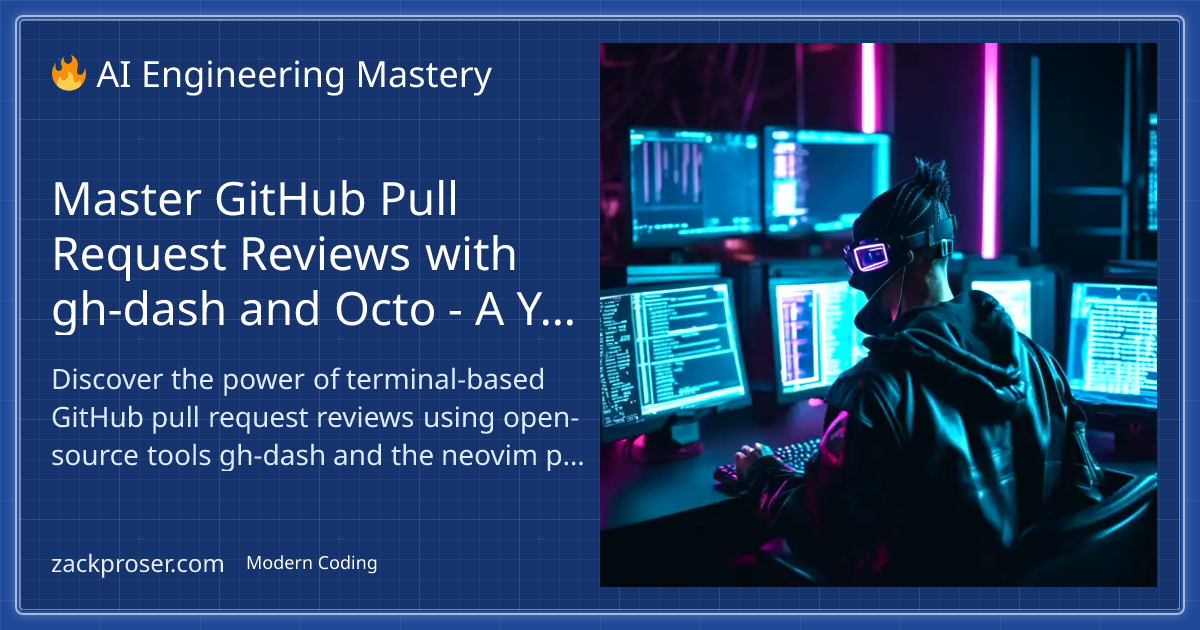 🔥 AI Engineering Mastery
Master GitHub Pull
Request Reviews with
gh-dash and Octo - A Y...
Discover the power of terminal-based
GitHub pull request reviews using open-
source tools gh-dash and the neovim p...
zackproser.com Modern Coding